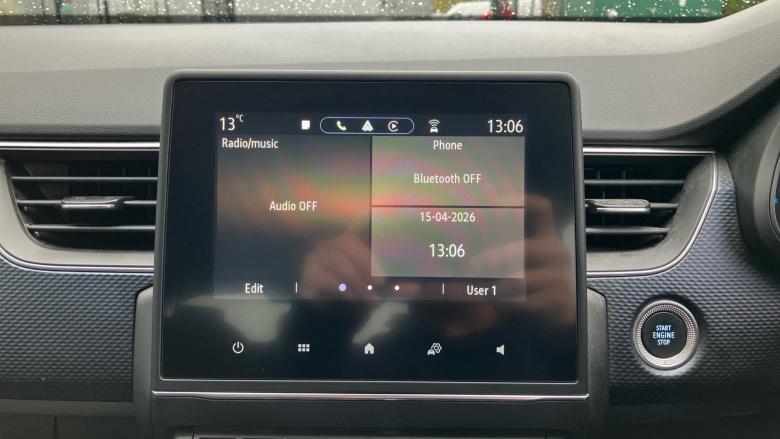 13°C
13:06
Radio/music
Phone
Bluetooth OFF
Audio OFF
15-04-2026
13:06
Edit
User 1
START
ENGINE
STOP